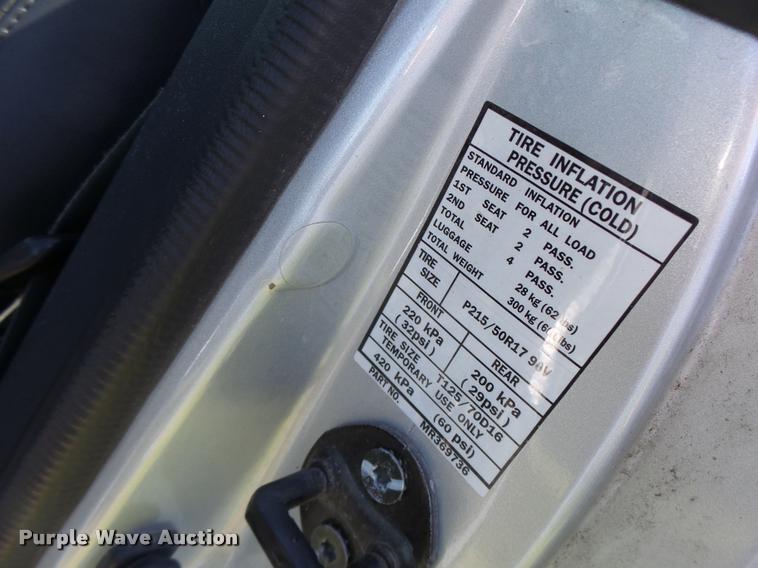 TIRE INFLATION
PRESSURE (COLD)
STANDARD INFLATION
PRESSURE FOR ALL LOAD
1ST SEAT 2 PASS.
2ND SEAT 2 PASS.
TOTAL 4 PASS.
LUGGAGE 28 kg (62 lbs)
TOTAL WEIGHT 300 kg lbs)
TIRE SIZE P215/50R17
FRONT REAR
220 kPa (32psi) 200 kPa (29psi)
TIRE SIZE T125/70D16
TEMPORARY USE ONLY
420 kPa (60 psi)
PART NO. MR369736
Purple Wave Auction